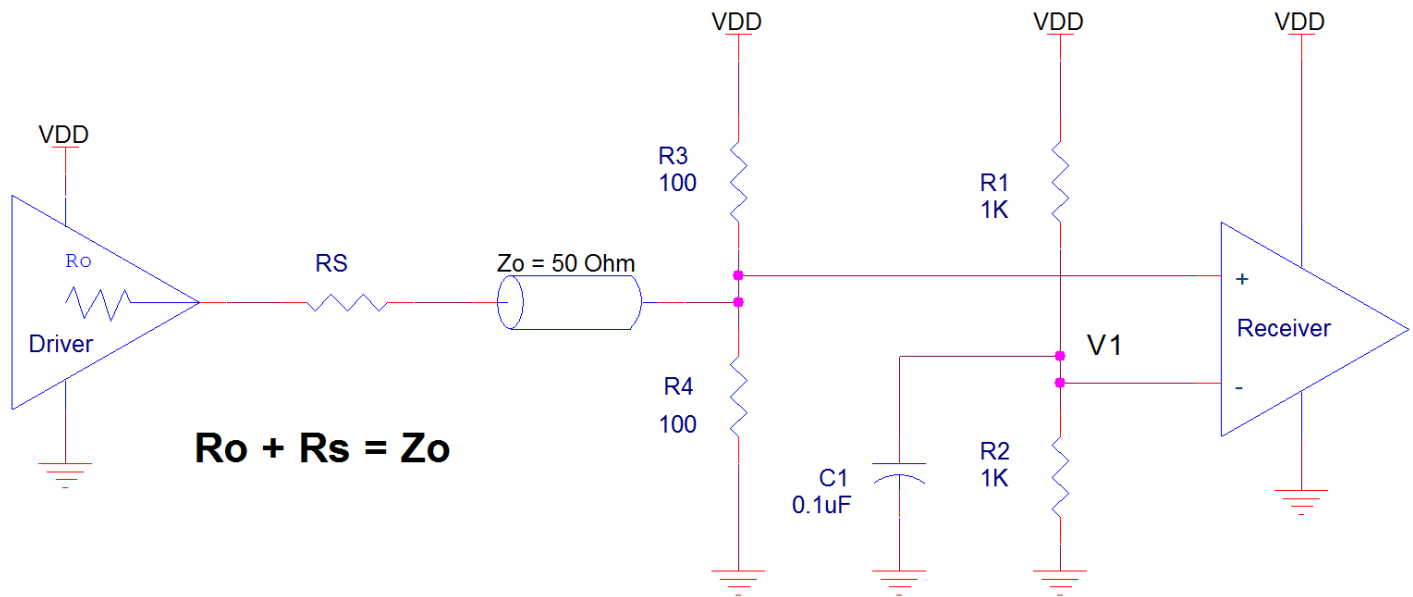 VDD
VDD
VDD
VDD
R3
100
R1
1K
Ro
RS
Zo = 50 Ohm
+
Driver
Receiver
V1
R4
100
-
Ro + Rs = Zo
R2
1K
C1
0.1uF